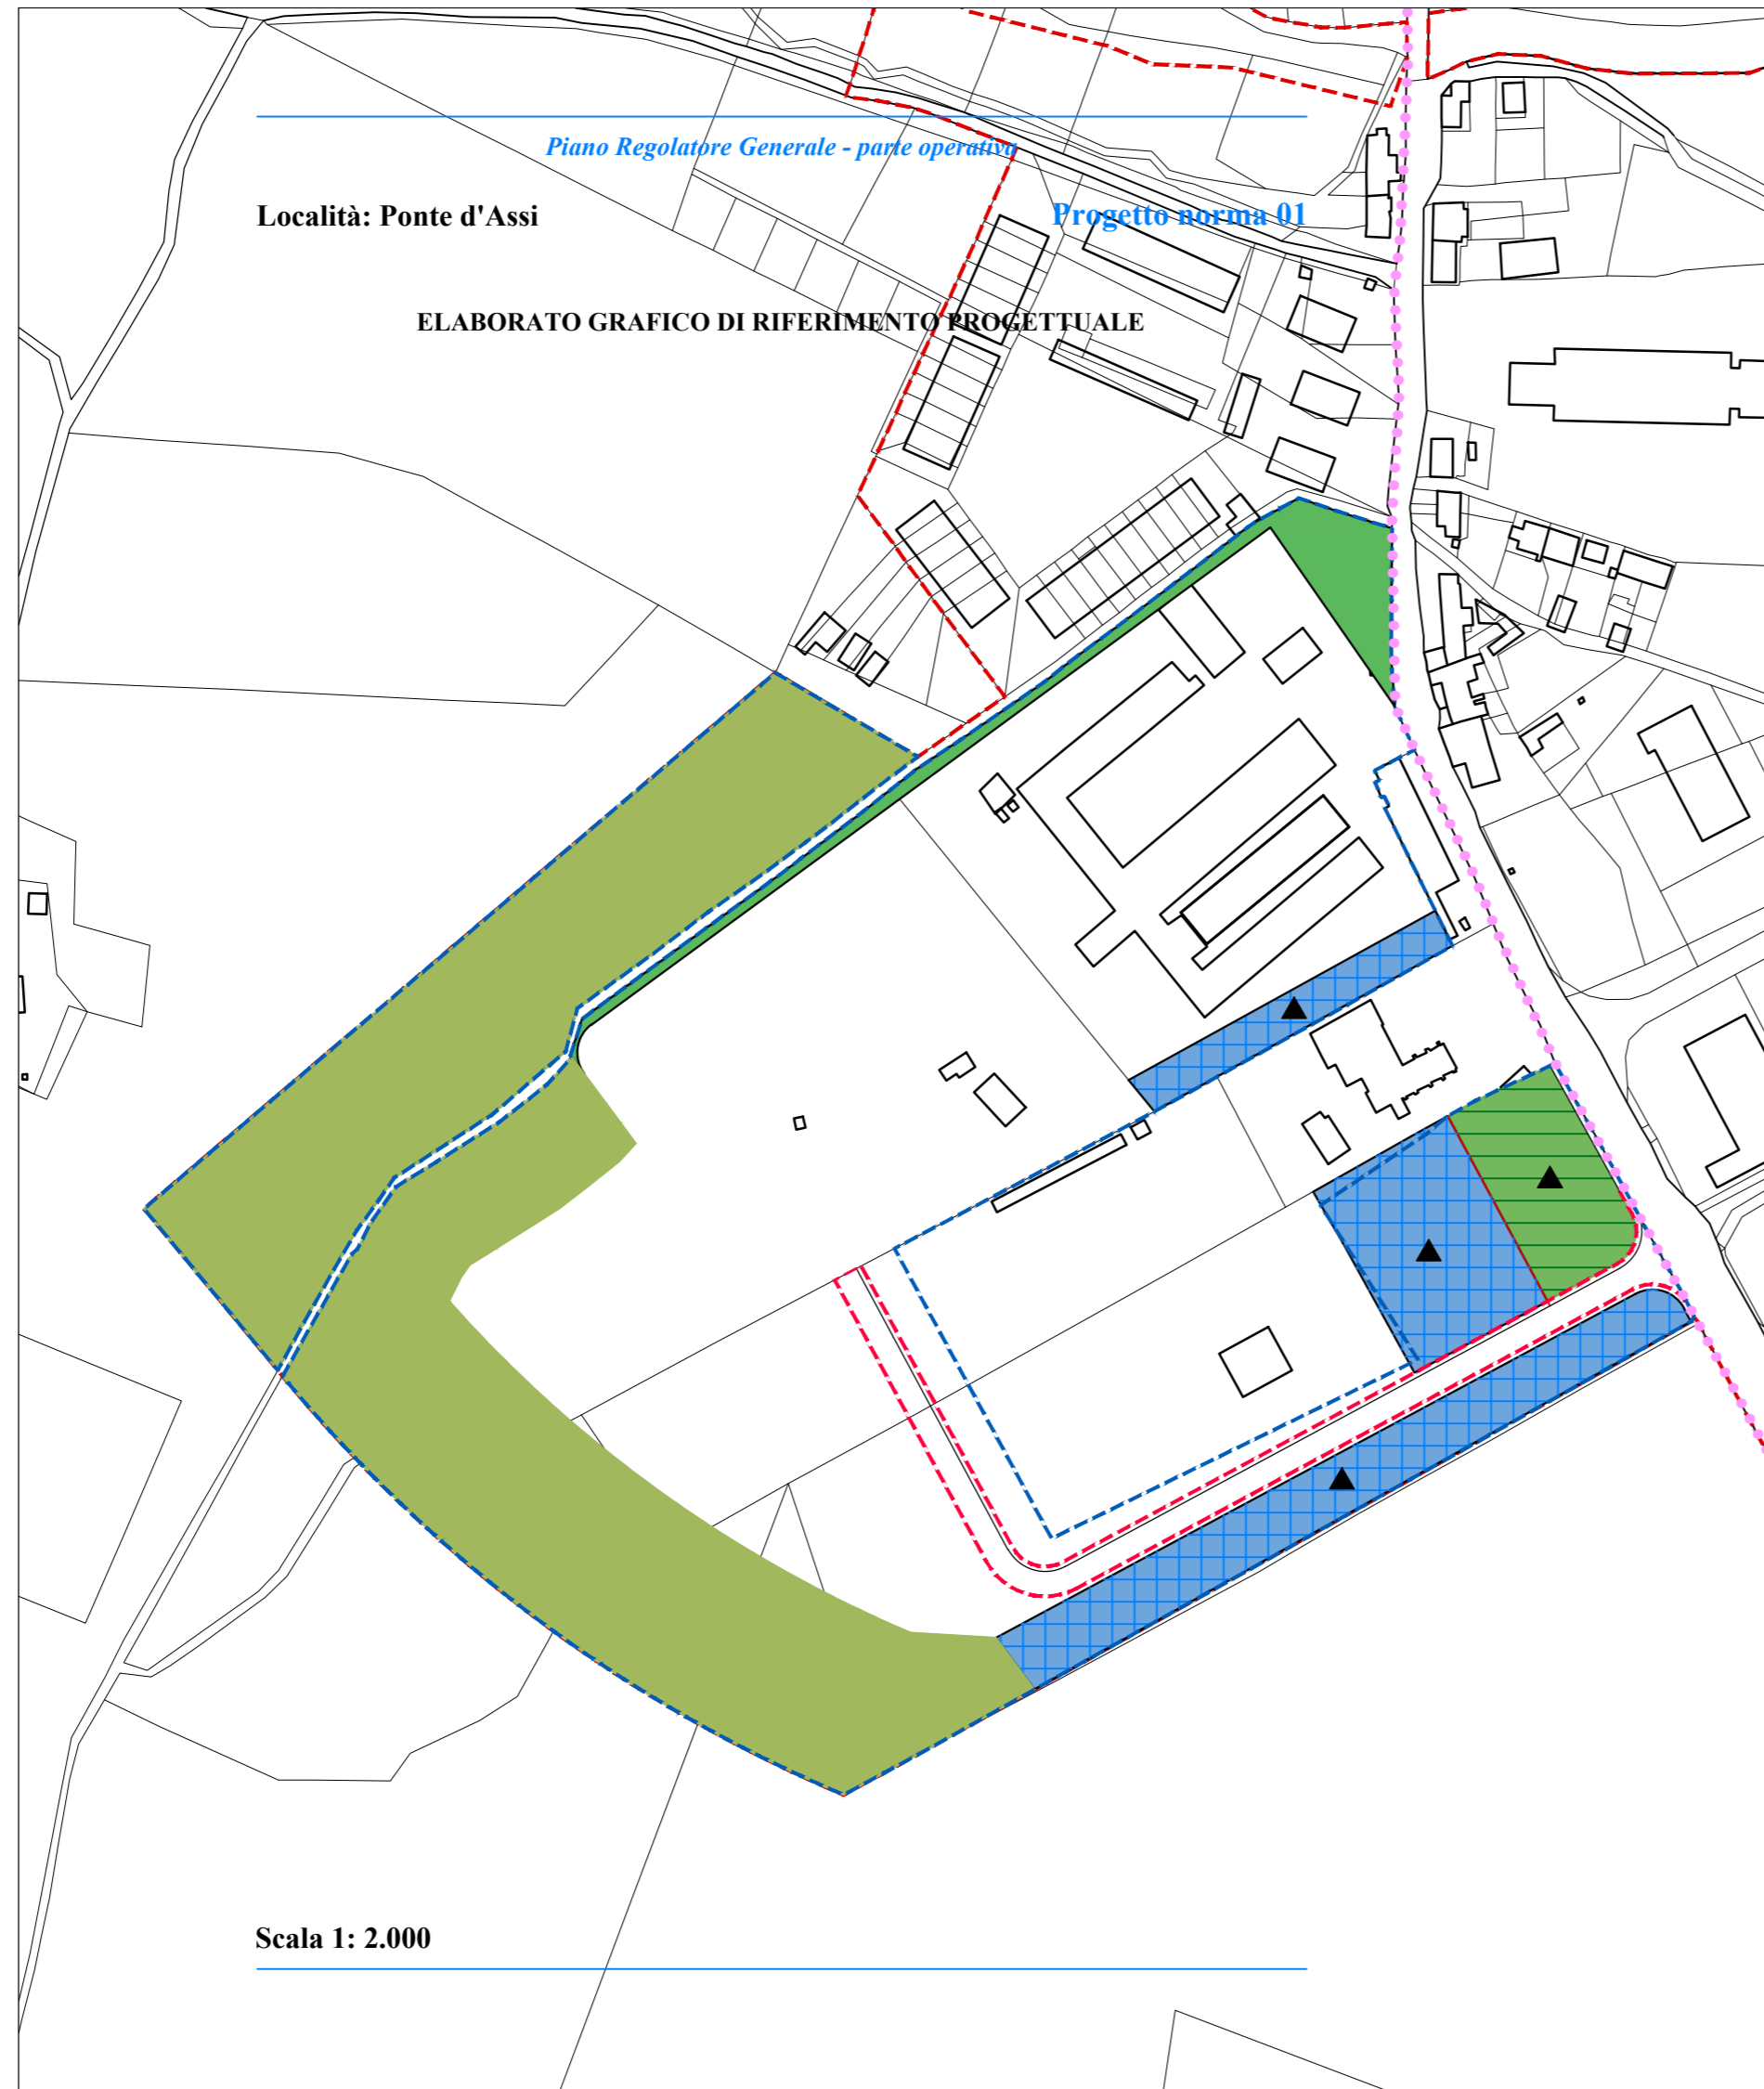 Piano Regolatore Generale - parte operativa
Località: Ponte d'Assi
Progetto norma 01
ELABORATO GRAFICO DI RIFERIMENTO PROGETTUALE
Scala 1: 2.000